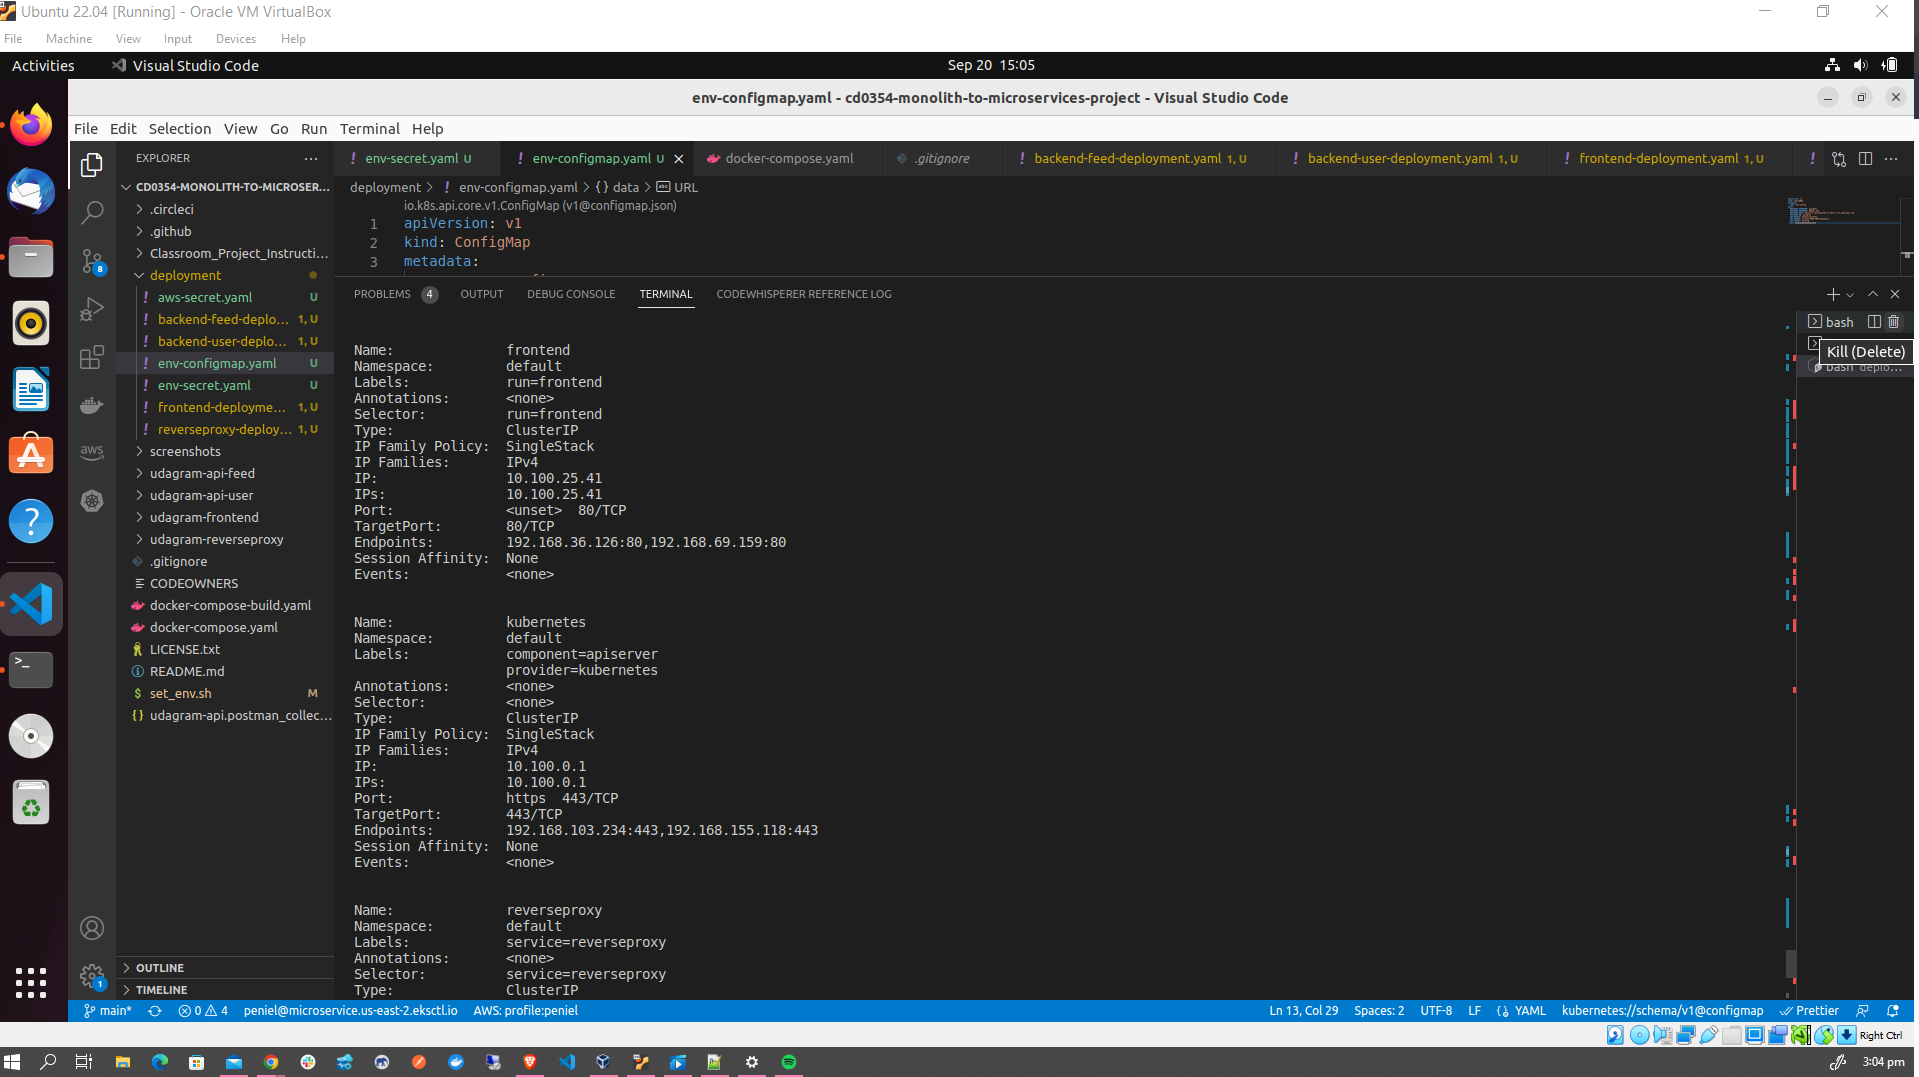 Ubuntu 22.04 [Running] - Oracle VM VirtualBox
File Machine View Input Devices Help
Activities Visual Studio Code Sep 20 15:05
env-configmap.yaml - cd0354-monolith-to-microservices-project - Visual Studio Code
File Edit Selection View Go Run Terminal Help
EXPLORER ...
! env-secret.yaml U ! env-configmap.yaml U docker-compose.yaml .gitignore ! backend-feed-deployment.yaml 1, U ! backend-user-deployment.yaml 1, U ! frontend-deployment.yaml 1, U !
deployment > ! env-configmap.yaml > {} data > URL
io.k8s.api.core.v1.ConfigMap (v1@configmap.json)
1 apiVersion: v1
2 kind: ConfigMap
3 metadata:
CD0354-MONOLITH-TO-MICROSER...
.circleci
.github
Classroom_Project_Instructi...
deployment
! aws-secret.yaml U
! backend-feed-deplo... 1, U
! backend-user-deplo... 1, U
! env-configmap.yaml U
! env-secret.yaml U
! frontend-deployme... 1, U
! reverseproxy-deploy... 1, U
screenshots
udagram-api-feed
udagram-api-user
udagram-frontend
udagram-reverseproxy
.gitignore
CODEOWNERS
docker-compose-build.yaml
docker-compose.yaml
LICENSE.txt
README.md
$ set_env.sh M
{} udagram-api.postman_collec...
OUTLINE
TIMELINE
8
aws
1
PROBLEMS 4 OUTPUT DEBUG CONSOLE TERMINAL CODEWHISPERER REFERENCE LOG
bash
Kill (Delete)
bash deplo...
Name: frontend
Namespace: default
Labels: run=frontend
Annotations: <none>
Selector: run=frontend
Type: ClusterIP
IP Family Policy: SingleStack
IP Families: IPv4
IP: 10.100.25.41
IPs: 10.100.25.41
Port: <unset> 80/TCP
TargetPort: 80/TCP
Endpoints: 192.168.36.126:80,192.168.69.159:80
Session Affinity: None
Events: <none>
Name: kubernetes
Namespace: default
Labels: component=apiserver
provider=kubernetes
Annotations: <none>
Selector: <none>
Type: ClusterIP
IP Family Policy: SingleStack
IP Families: IPv4
IP: 10.100.0.1
IPs: 10.100.0.1
Port: https 443/TCP
TargetPort: 443/TCP
Endpoints: 192.168.103.234:443,192.168.155.118:443
Session Affinity: None
Events: <none>
Name: reverseproxy
Namespace: default
Labels: service=reverseproxy
Annotations: <none>
Selector: service=reverseproxy
Type: ClusterIP
main* 0 4 peniel@microservice.us-east-2.eksctl.io AWS: profile:peniel Ln 13, Col 29 Spaces: 2 UTF-8 LF YAML kubernetes://schema/v1@configmap Prettier
Right Ctrl
3:04 pm